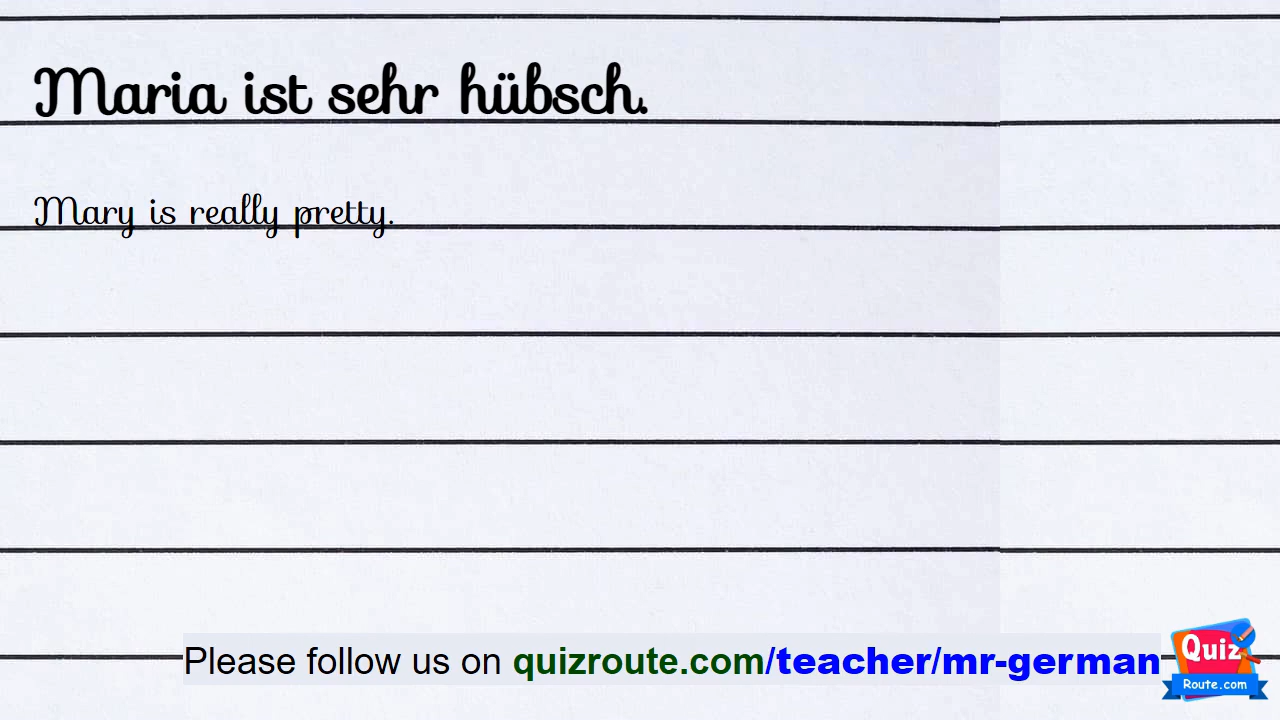 Maria ist sehr hübsch.
Mary is really pretty.
Please follow us on quizroute.com/teacher/mr-german
Quiz
Route.com